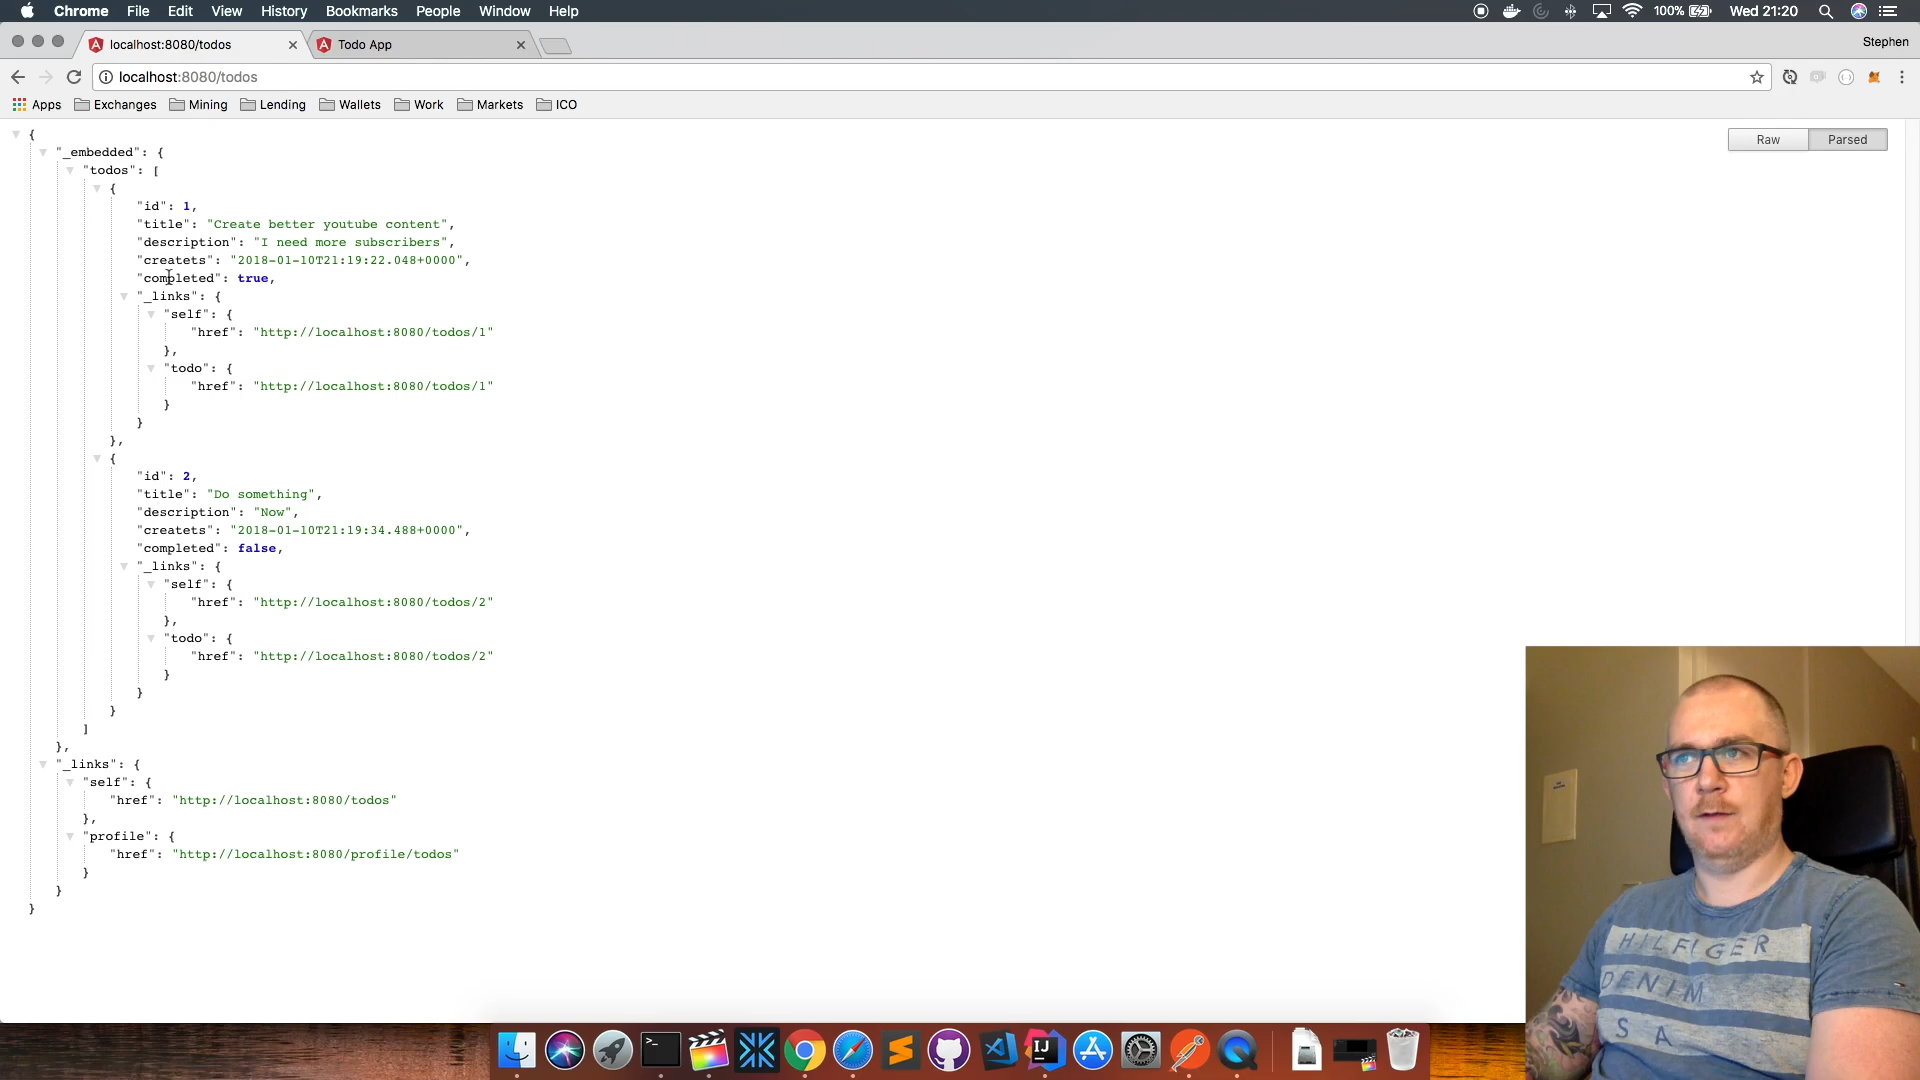 Chrome File Edit View History Bookmarks People Window Help 100% Wed 21:20
localhost:8080/todos Todo App Stephen
localhost:8080/todos
Apps Exchanges Mining Lending Wallets Work Markets ICO
Raw Parsed
{
"_embedded": {
"todos": [
{
"id": 1,
"title": "Create better youtube content",
"description": "I need more subscribers",
"createts": "2018-01-10T21:19:22.048+0000",
"completed": true,
"_links": {
"self": {
"href": "http://localhost:8080/todos/1"
},
"todo": {
"href": "http://localhost:8080/todos/1"
}
}
},
{
"id": 2,
"title": "Do something",
"description": "Now",
"createts": "2018-01-10T21:19:34.488+0000",
"completed": false,
"_links": {
"self": {
"href": "http://localhost:8080/todos/2"
},
"todo": {
"href": "http://localhost:8080/todos/2"
}
}
}
]
},
"_links": {
"self": {
"href": "http://localhost:8080/todos"
},
"profile": {
"href": "http://localhost:8080/profile/todos"
}
}
}
HILFIGER
DENIM
S A
IJ